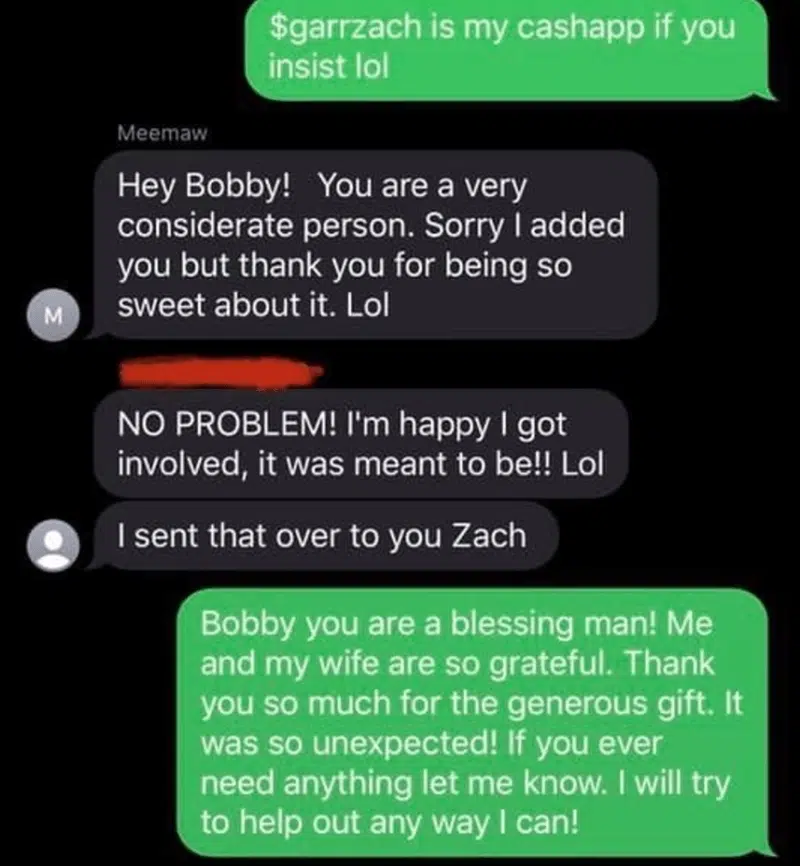 $garrzach is my cashapp if you
insist lol
Meemaw
Hey Bobby! You are a very
considerate person. Sorry I added
you but thank you for being so
sweet about it. Lol
M
NO PROBLEM! I'm happy I got
involved, it was meant to be!! Lol
I sent that over to you Zach
Bobby you are a blessing man! Me
and my wife are so grateful. Thank
you so much for the generous gift. It
was so unexpected! If you ever
need anything let me know. I will try
to help out any way I can!